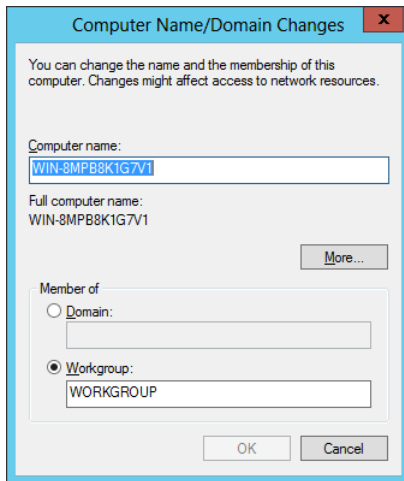 Computer Name/Domain Changes
x
You can change the name and the membership of this
computer. Changes might affect access to network resources.
Computer name:
WIN-8MPB8K1G7V1
Full computer name:
WIN-8MPB8K1G7V1
More...
Member of
Domain:
Workgroup:
WORKGROUP
OK
Cancel